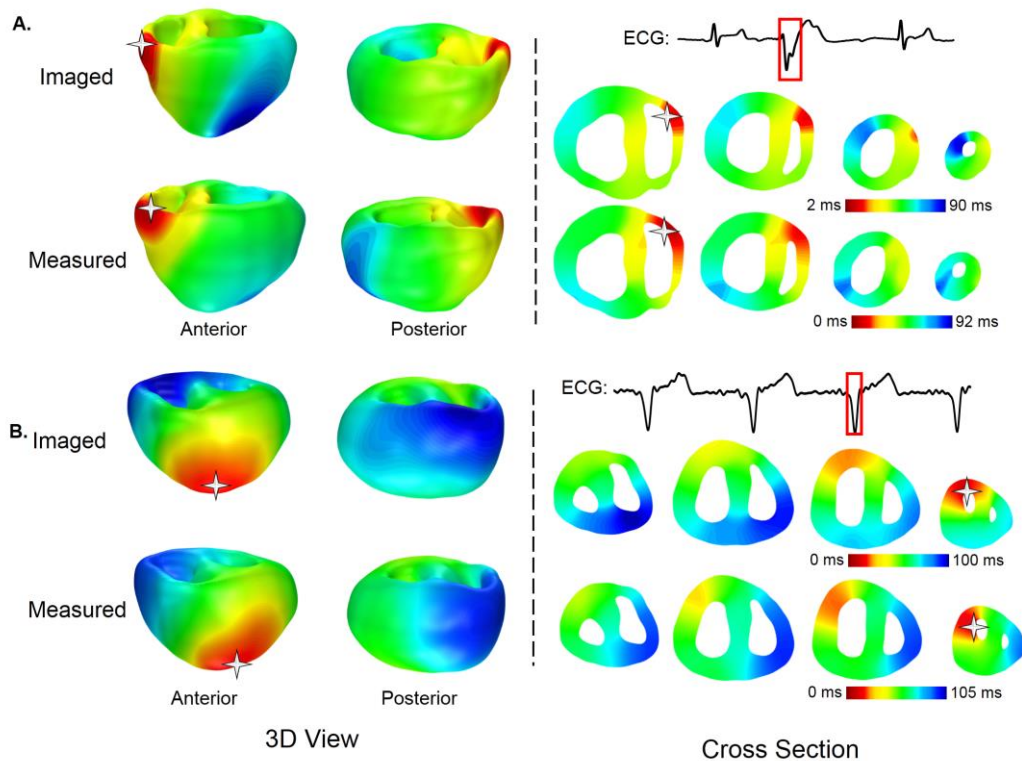 A.
Imaged
ECG:
2 ms 90 ms
Measured
0 ms 92 ms
Anterior Posterior
B. Imaged
ECG:
0 ms 100 ms
Measured
0 ms 105 ms
Anterior Posterior
3D View
Cross Section